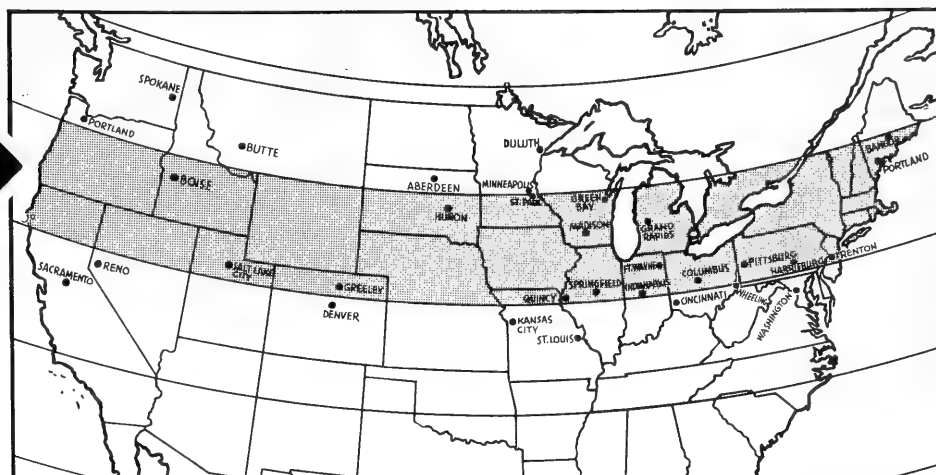 SPOKANE
PORTLAND
BUTTE
DULUTH
BANGOR
PORTLAND
BOISE
ABERDEEN
MINNEAPOLIS
ST. PAUL
GREEN
BAY
HURON
MADISON
GRAND
RAPIDS
SACRAMENTO
RENO
SALT LAKE
CITY
GREELEY
DENVER
QUINCY
SPRINGFIELD
FT. WAYNE
INDIANAPOLIS
COLUMBUS
PITTSBURG
HARRISBURG
TRENTON
CINCINNATI
WHEELING
WASHINGTON
KANSAS
CITY
ST. LOUIS